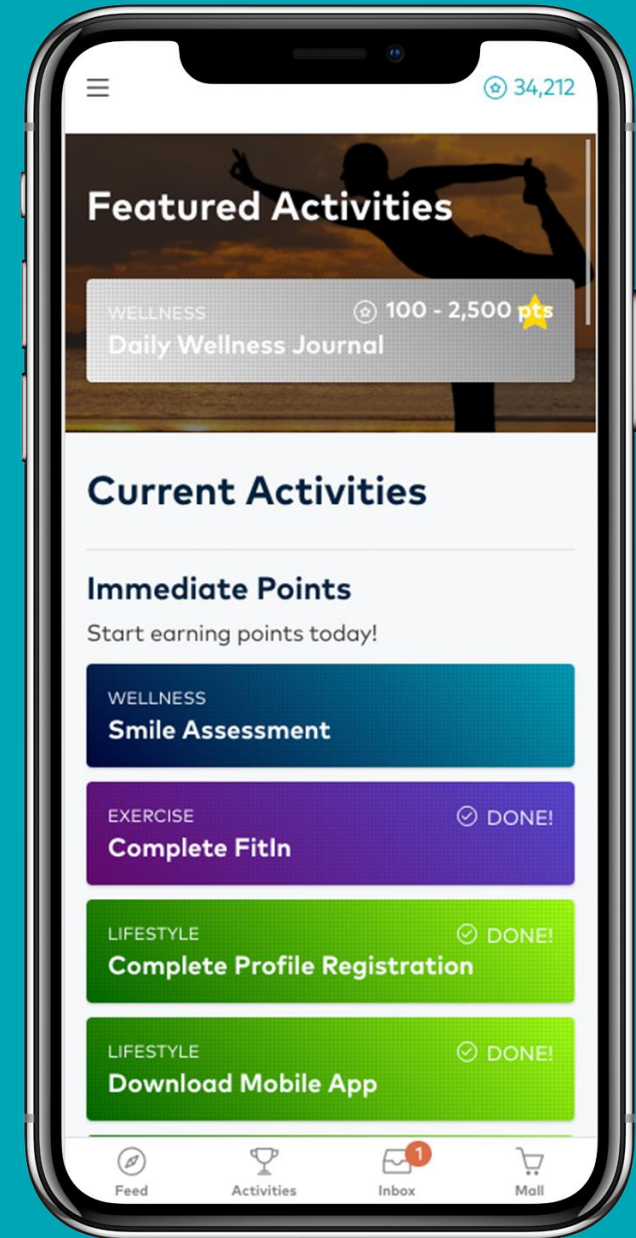 34,212
Featured Activities
WELLNESS
100 - 2,500 pts
Daily Wellness Journal
Current Activities
Immediate Points
Start earning points today!
WELLNESS
Smile Assessment
EXERCISE
DONE!
Complete FitIn
LIFESTYLE
DONE!
Complete Profile Registration
LIFESTYLE
DONE!
Download Mobile App
1
Feed
Activities
Inbox
Mall